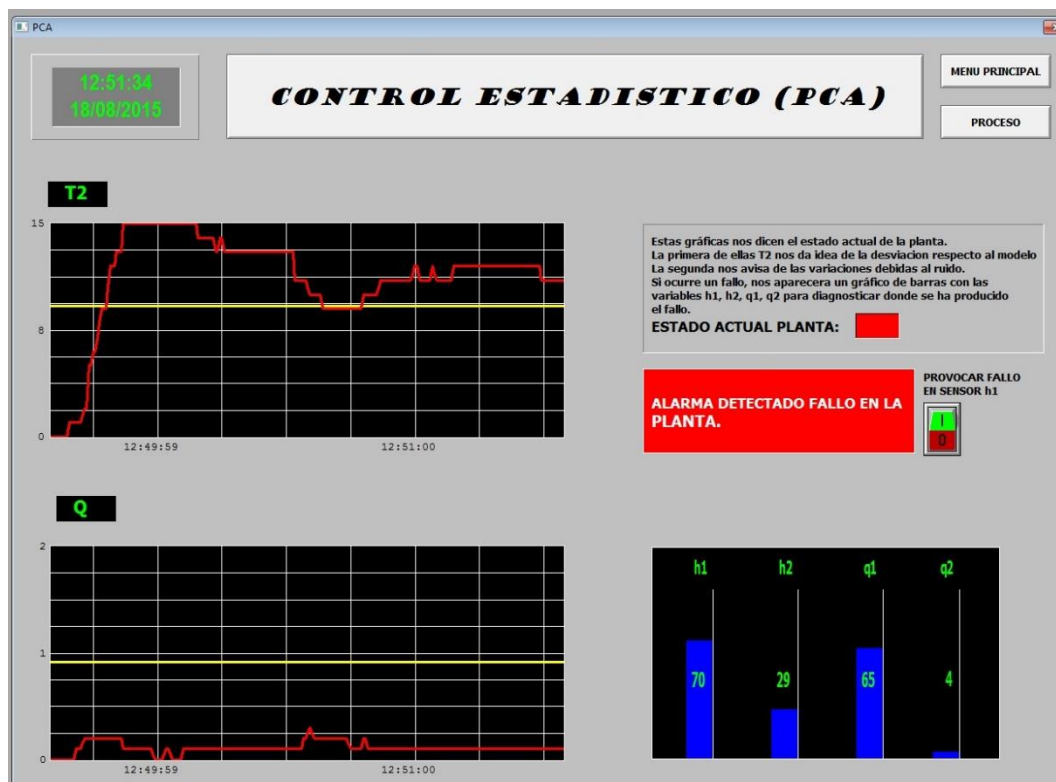 PCA
12:51:34
18/08/2015
CONTROL ESTADISTICO (PCA)
MENU PRINCIPAL
PROCESO
T2
15
8
0
12:49:59
12:51:00
Estas gráficas nos dicen el estado actual de la planta.
La primera de ellas T2 nos da idea de la desviacion respecto al modelo
La segunda nos avisa de las variaciones debidas al ruido.
Si ocurre un fallo, nos aparecera un gráfico de barras con las
variables h1, h2, q1, q2 para diagnosticar donde se ha producido
el fallo.
ESTADO ACTUAL PLANTA:
ALARMA DETECTADO FALLO EN LA
PLANTA.
PROVOCAR FALLO
EN SENSOR h1
I
0
Q
2
1
0
12:49:59
12:51:00
h1 h2 q1 q2
70 29 65 4